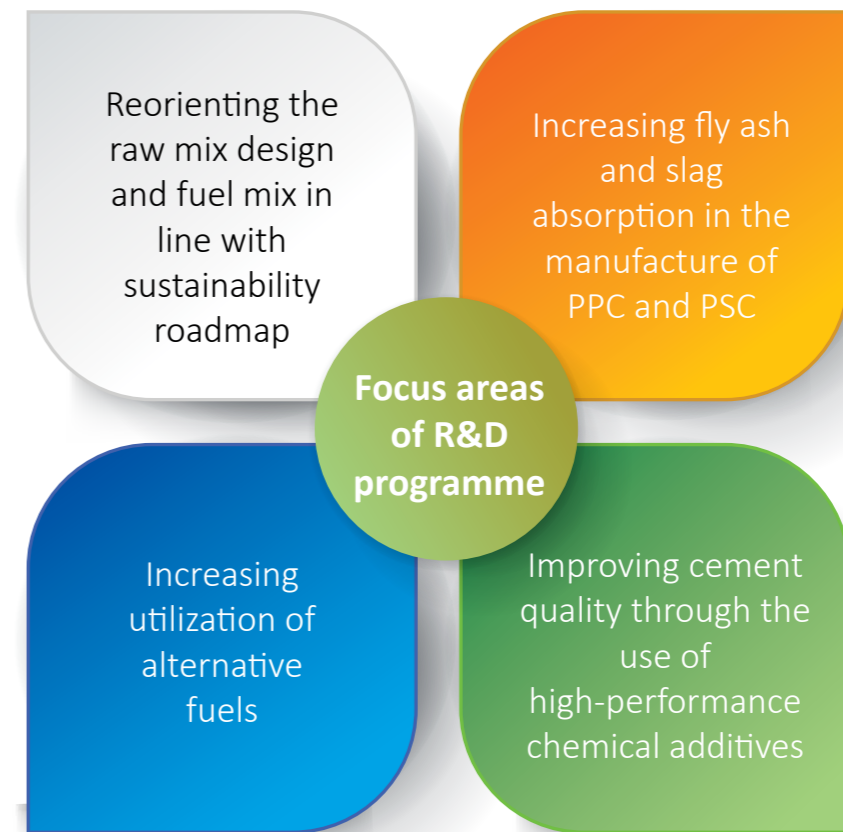 Reorienting the
raw mix design
and fuel mix in
line with
sustainability
roadmap
Increasing fly ash
and slag
absorption in the
manufacture of
PPC and PSC
Focus areas
of R&D
programme
Increasing
utilization of
alternative
fuels
Improving cement
quality through the
use of
high-performance
chemical additives